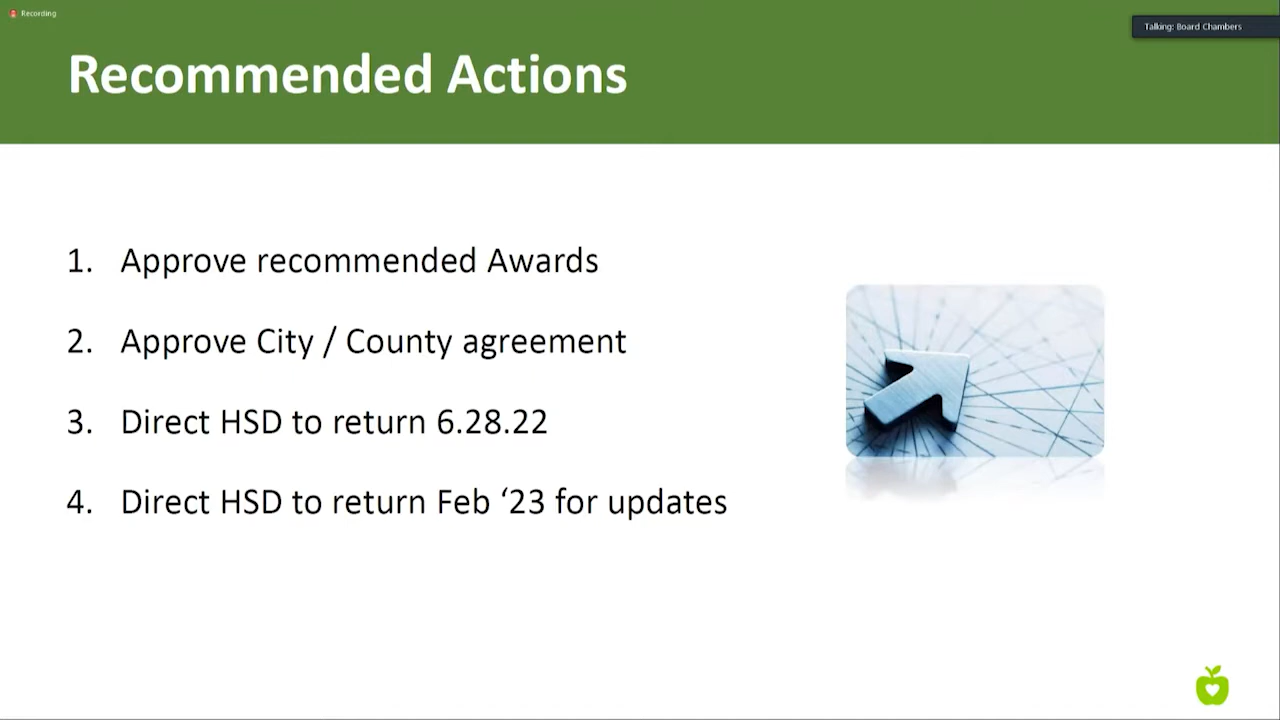 Recording
Talking: Board Chambers
Recommended Actions
1. Approve recommended Awards
2. Approve City / County agreement
3. Direct HSD to return 6.28.22
4. Direct HSD to return Feb ‘23 for updates